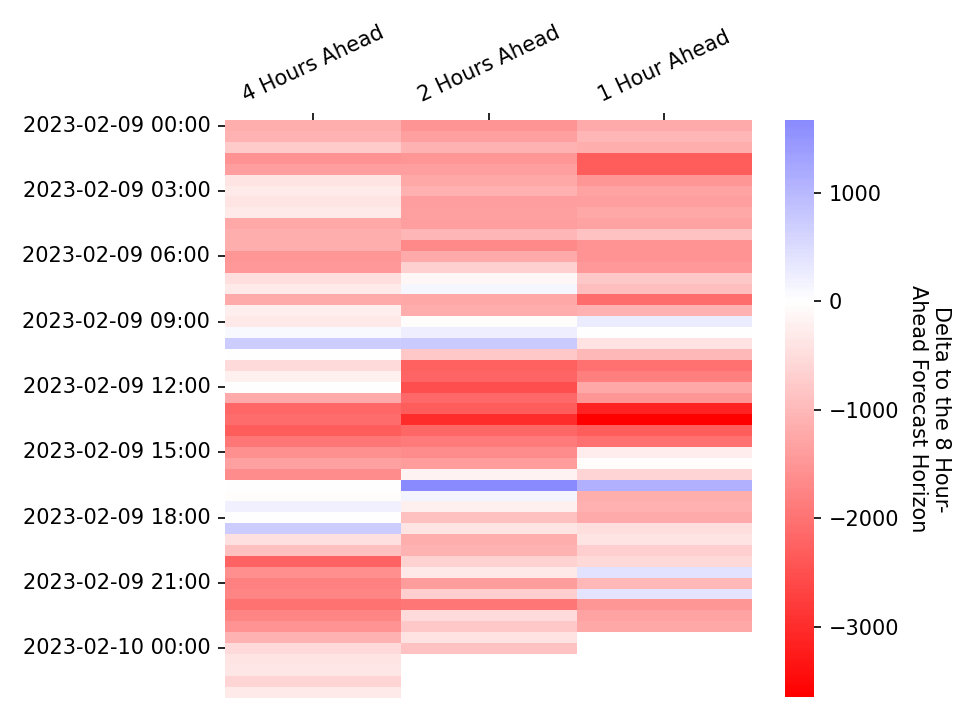 4 Hours Ahead
2 Hours Ahead
1 Hour Ahead
2023-02-09 00:00
2023-02-09 03:00
2023-02-09 06:00
2023-02-09 09:00
2023-02-09 12:00
2023-02-09 15:00
2023-02-09 18:00
2023-02-09 21:00
2023-02-10 00:00
1000
0
−1000
−2000
−3000
Delta to the 8 Hour-
Ahead Forecast Horizon